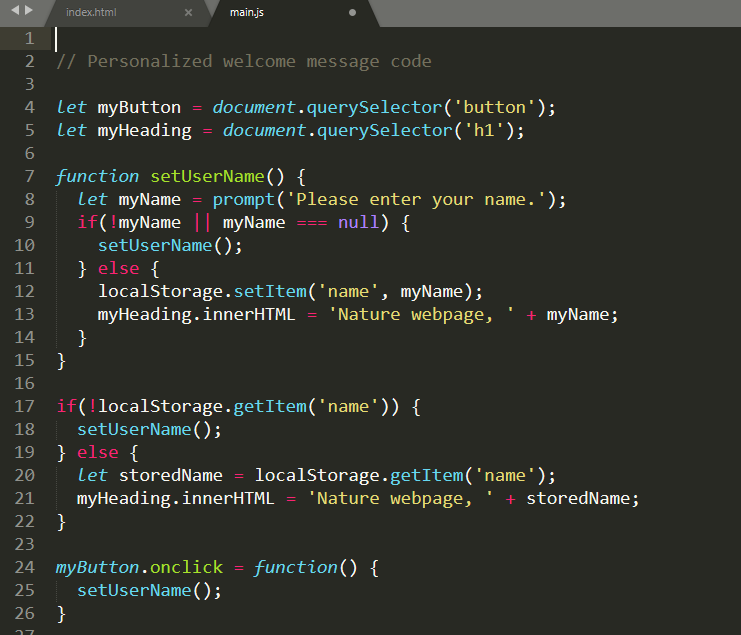 index.html × main.js
1
2 // Personalized welcome message code
3
4 let myButton = document.querySelector('button');
5 let myHeading = document.querySelector('h1');
6
7 function setUserName() {
8   let myName = prompt('Please enter your name.');
9   if(!myName || myName === null) {
10     setUserName();
11   } else {
12     localStorage.setItem('name', myName);
13     myHeading.innerHTML = 'Nature webpage, ' + myName;
14   }
15 }
16
17 if(!localStorage.getItem('name')) {
18   setUserName();
19 } else {
20   let storedName = localStorage.getItem('name');
21   myHeading.innerHTML = 'Nature webpage, ' + storedName;
22 }
23
24 myButton.onclick = function() {
25   setUserName();
26 }
27